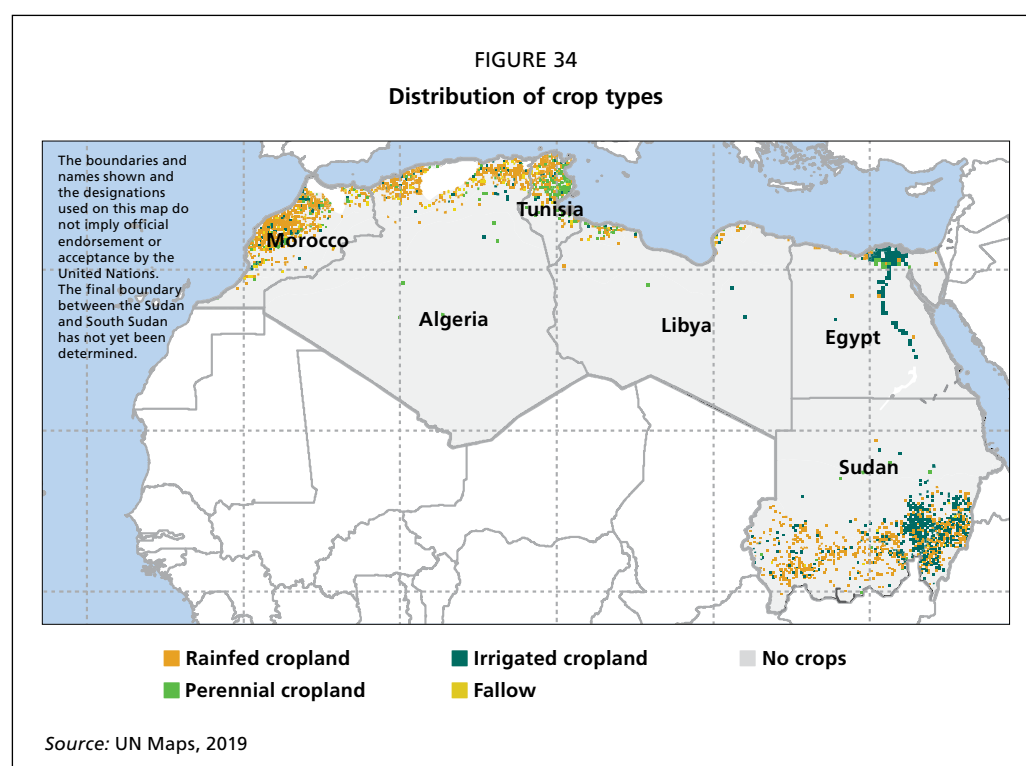 FIGURE 34
Distribution of crop types
The boundaries and
names shown and
the designations
used on this map do
not imply official
endorsement or
acceptance by the
United Nations.
The final boundary
between the Sudan
and South Sudan
has not yet been
determined.
Tunisia
Morocco
Algeria
Libya
Egypt
Sudan
Rainfed cropland
Irrigated cropland
No crops
Perennial cropland
Fallow
Source: UN Maps, 2019